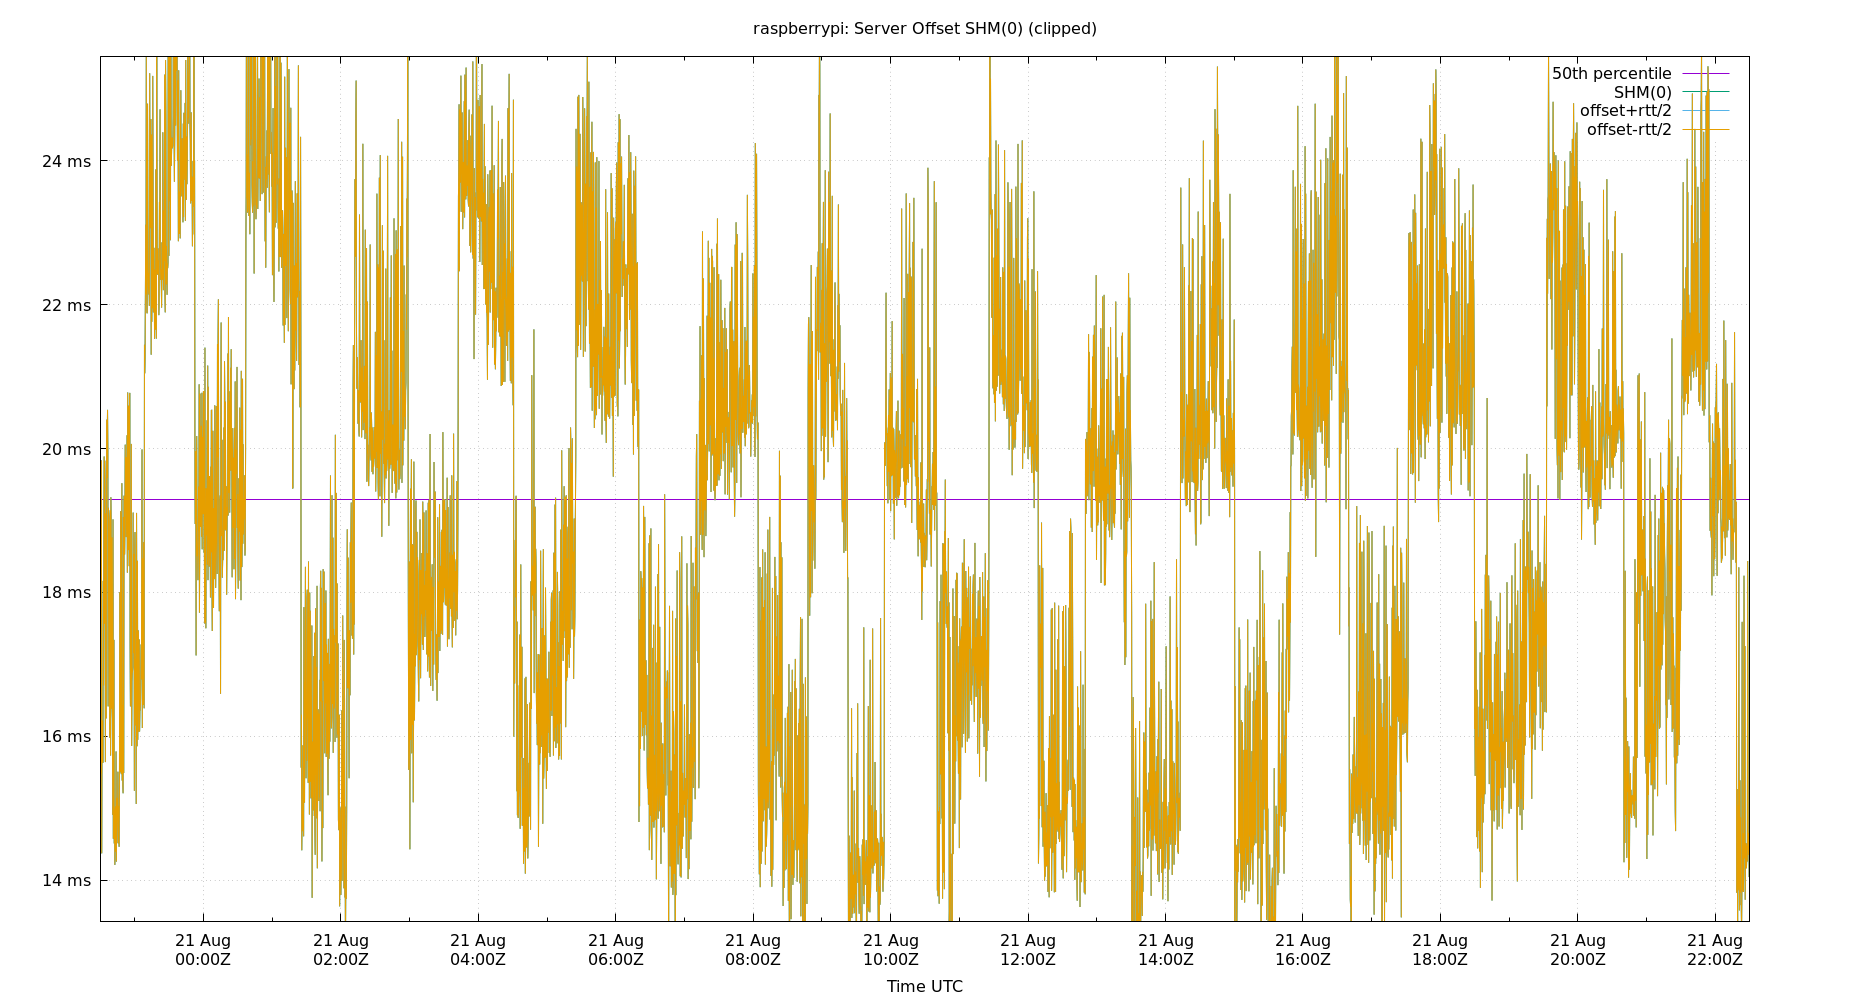 raspberrypi: Server Offset SHM(0) (clipped)
50th percentile
SHM(0)
offset+rtt/2
offset-rtt/2
24 ms
22 ms
20 ms
18 ms
16 ms
14 ms
21 Aug 21 Aug 21 Aug 21 Aug 21 Aug 21 Aug 21 Aug 21 Aug 21 Aug 21 Aug 21 Aug 21 Aug
00:00Z 02:00Z 04:00Z 06:00Z 08:00Z 10:00Z 12:00Z 14:00Z 16:00Z 18:00Z 20:00Z 22:00Z
Time UTC